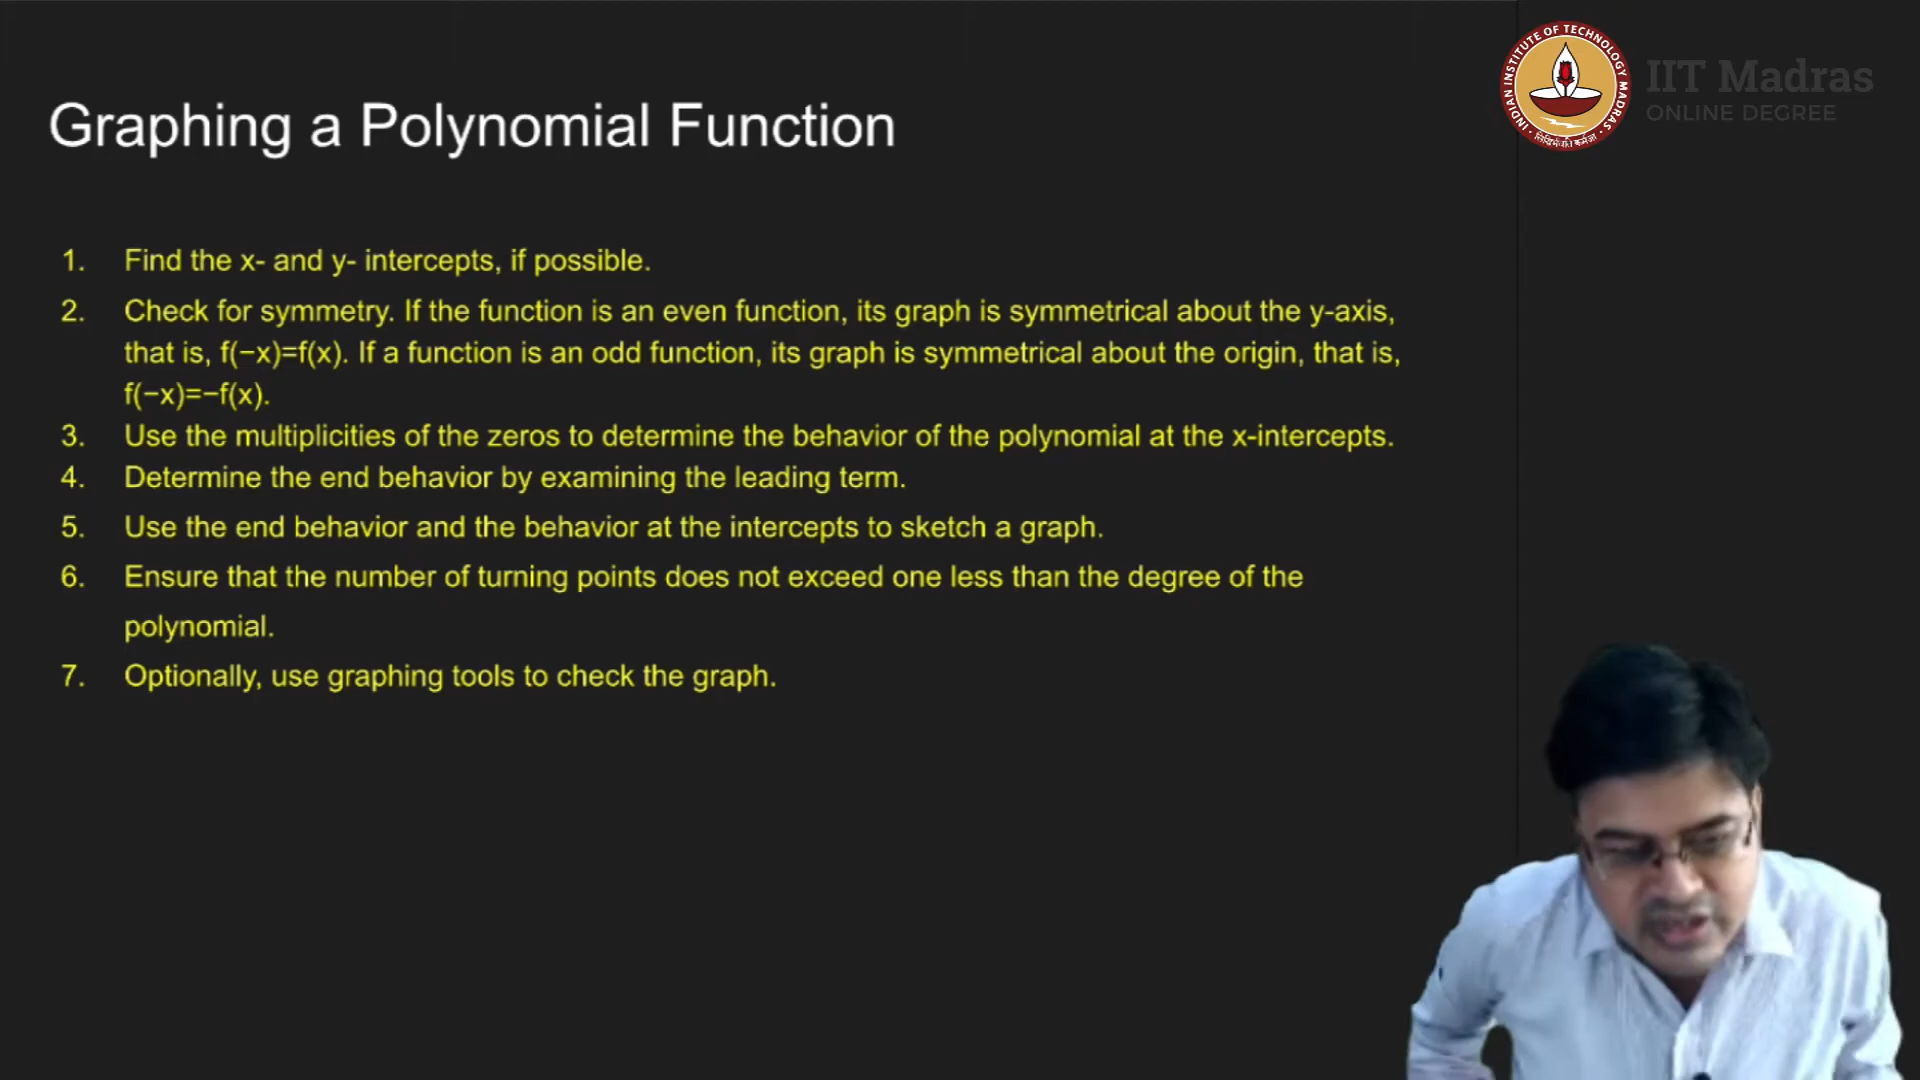 INDIAN INSTITUTE OF TECHNOLOGY MADRAS
IIT Madras
ONLINE DEGREE
Graphing a Polynomial Function
1. Find the x- and y- intercepts, if possible.
2. Check for symmetry. If the function is an even function, its graph is symmetrical about the y-axis,
that is, f(−x)=f(x). If a function is an odd function, its graph is symmetrical about the origin, that is,
f(−x)=−f(x).
3. Use the multiplicities of the zeros to determine the behavior of the polynomial at the x-intercepts.
4. Determine the end behavior by examining the leading term.
5. Use the end behavior and the behavior at the intercepts to sketch a graph.
6. Ensure that the number of turning points does not exceed one less than the degree of the
polynomial.
7. Optionally, use graphing tools to check the graph.